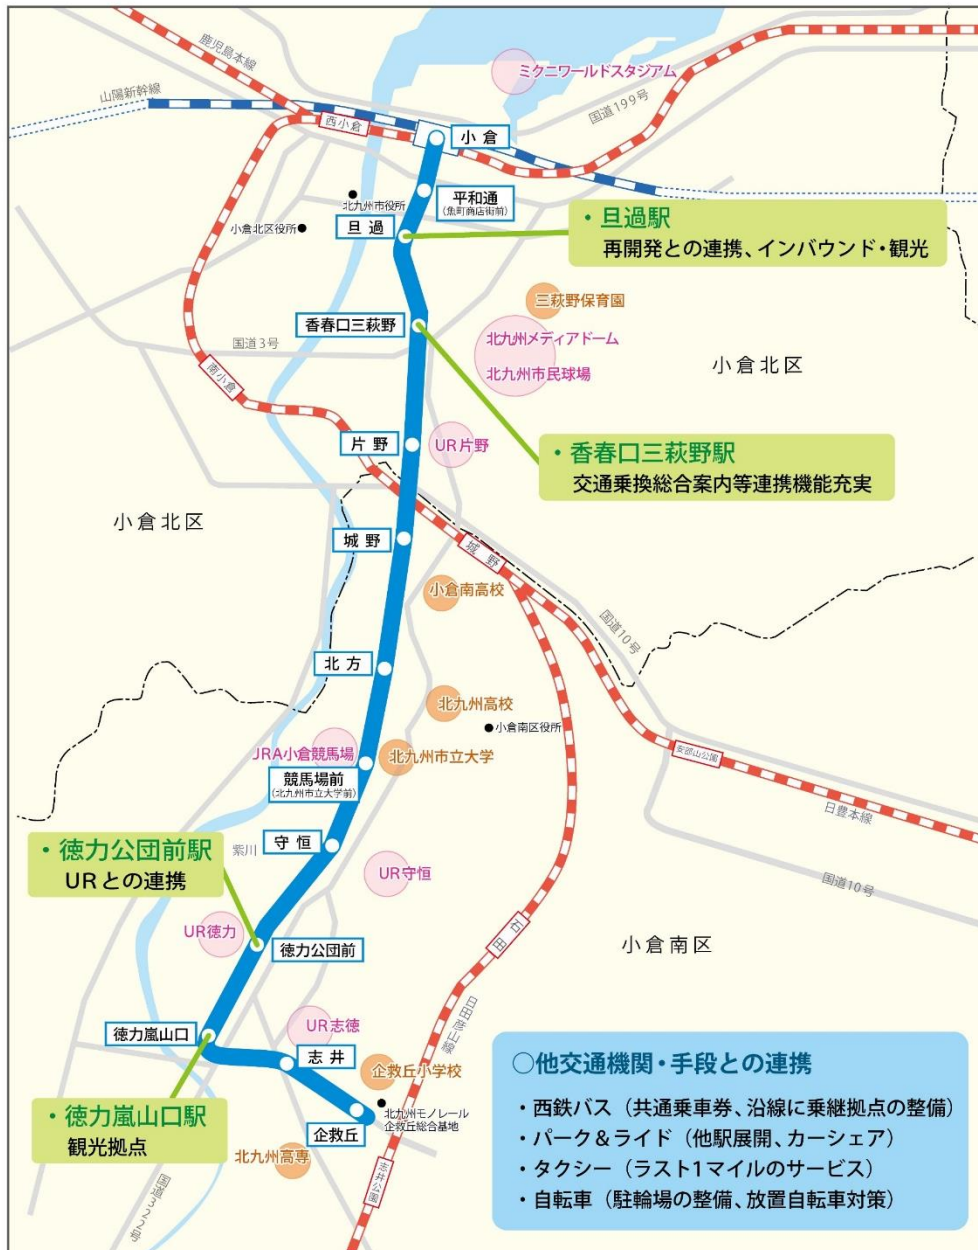 鹿児島本線
山陽新幹線
ミクニワールドスタジアム
国道199号
西小倉
小倉
平和通
(魚町商店街前)
北九州市役所
小倉北区役所
旦過
・旦過駅
再開発との連携、インバウンド・観光
三萩野保育園
香春口三萩野
国道3号
北九州メディアドーム
北九州市民球場
小倉北区
南小倉
片野
UR片野
・香春口三萩野駅
交通乗換総合案内等連携機能充実
小倉北区
城野
城野
小倉南高校
国道10号
北方
北九州高校
小倉南区役所
JRA小倉競馬場
北九州市立大学
安部山公園
競馬場前
(北九州市立大学前)
日豊本線
守恒
紫川
・徳力公団前駅
URとの連携
UR守恒
国道10号
UR徳力
徳力公団前
石田
小倉南区
日田彦山線
徳力嵐山口
UR志徳
志井
企救丘小学校
北九州モノレール
企救丘総合基地
企救丘
・徳力嵐山口駅
観光拠点
北九州高専
志井公園
国道322号
○他交通機関・手段との連携
・西鉄バス（共通乗車券、沿線に乗継拠点の整備）
・パーク＆ライド（他駅展開、カーシェア）
・タクシー（ラスト1マイルのサービス）
・自転車（駐輪場の整備、放置自転車対策）